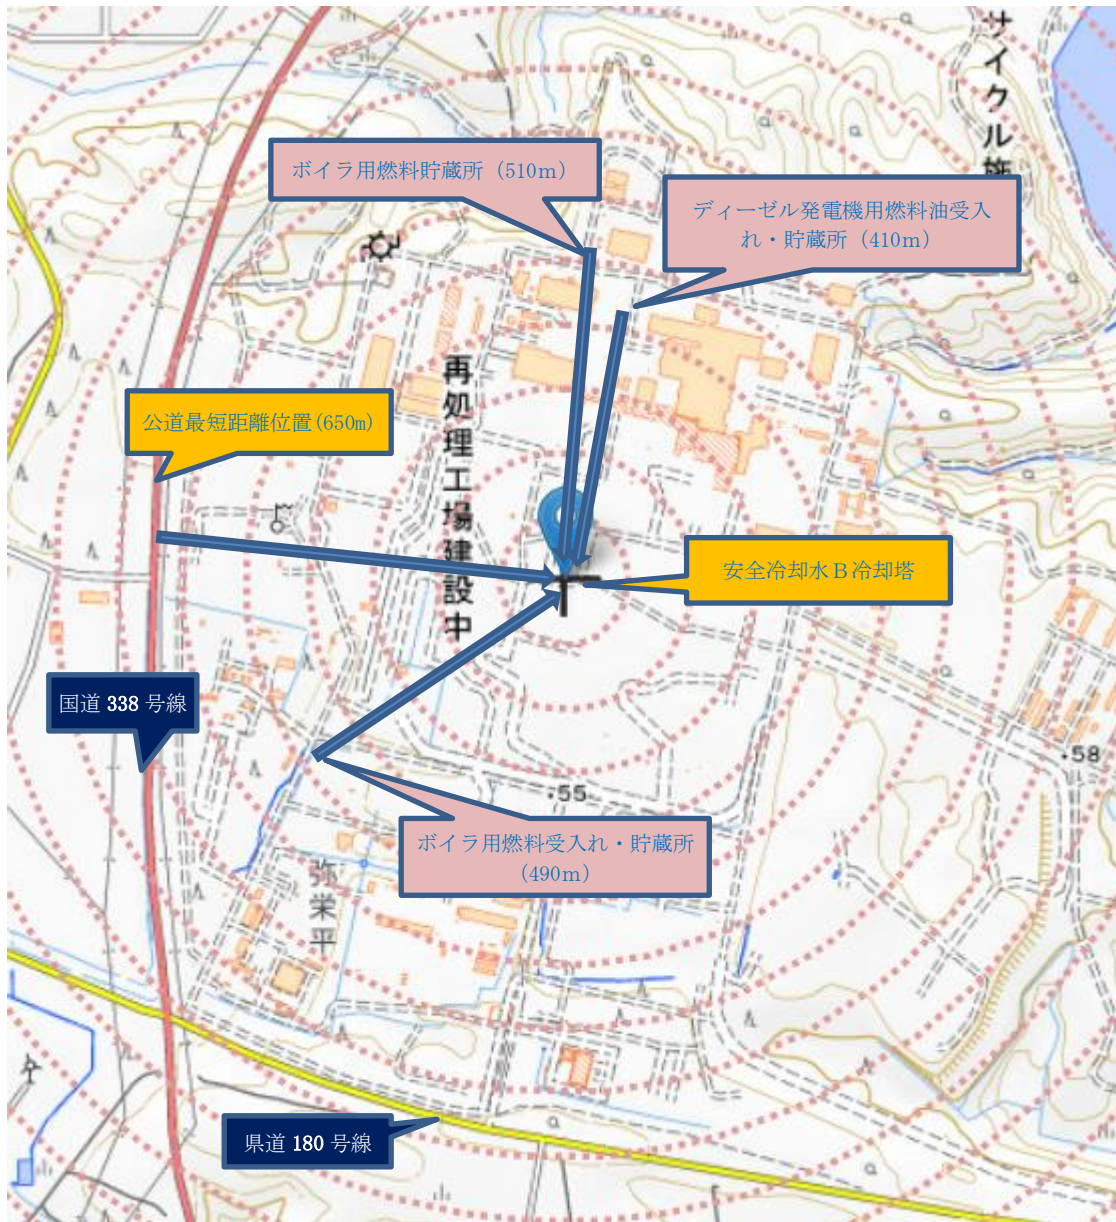 サイクル施
ボイラ用燃料貯蔵所（510ｍ）
ディーゼル発電機用燃料油受入
れ・貯蔵所（410ｍ）
再処理工場建設中
公道最短距離位置(650m)
安全冷却水Ｂ冷却塔
国道 338 号線
・58
・55
ボイラ用燃料受入れ・貯蔵所
（490ｍ）
弥栄平
県道 180 号線